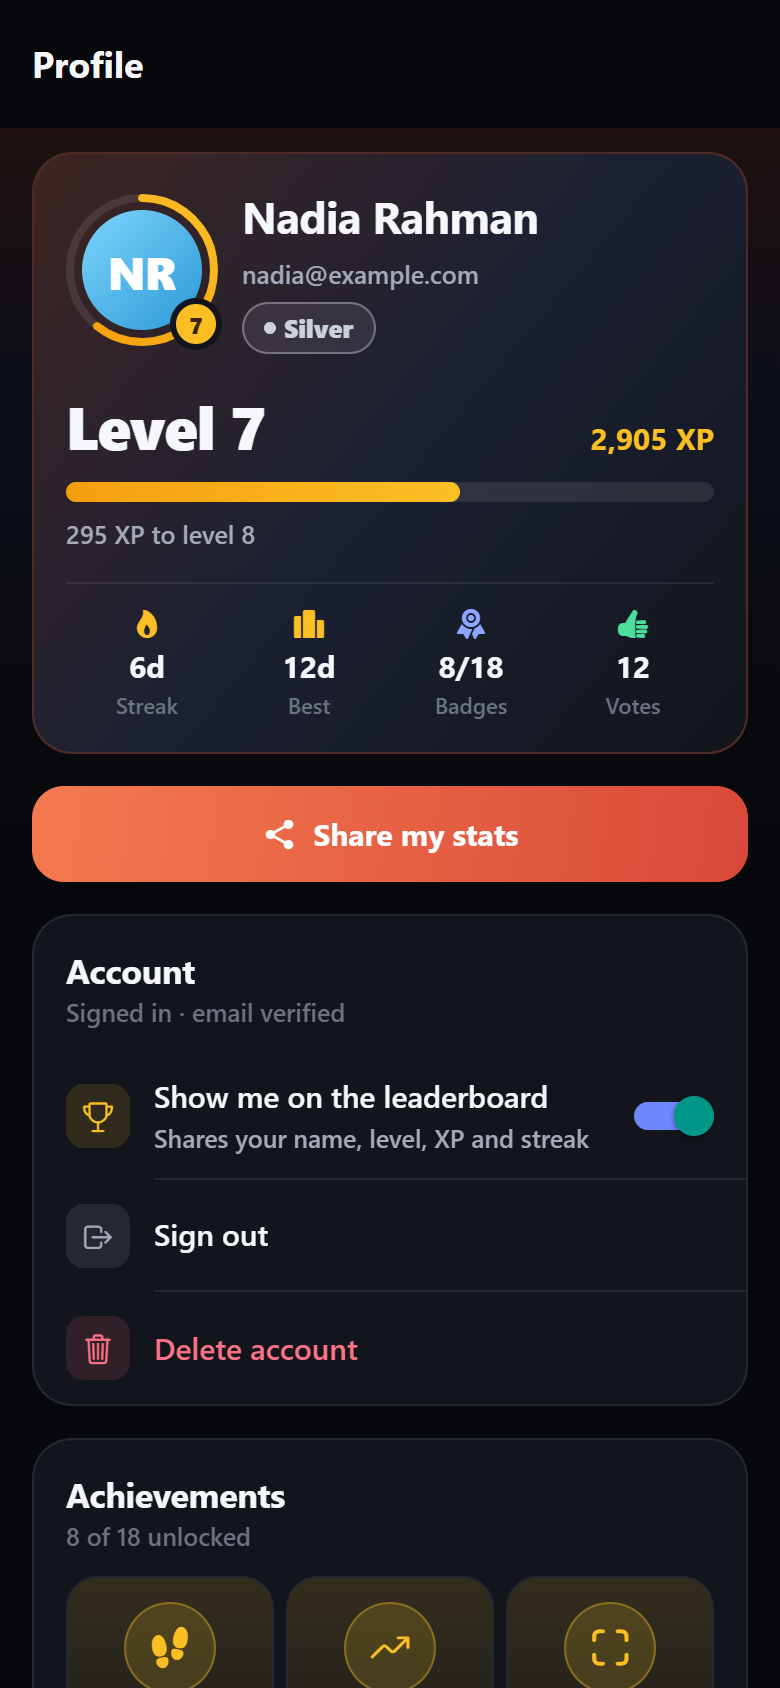 Profile
NR
7
Nadia Rahman
nadia@example.com
Silver
Level 7
2,905 XP
295 XP to level 8
6d
Streak
12d
Best
8/18
Badges
12
Votes
Share my stats
Account
Signed in · email verified
Show me on the leaderboard
Shares your name, level, XP and streak
Sign out
Delete account
Achievements
8 of 18 unlocked